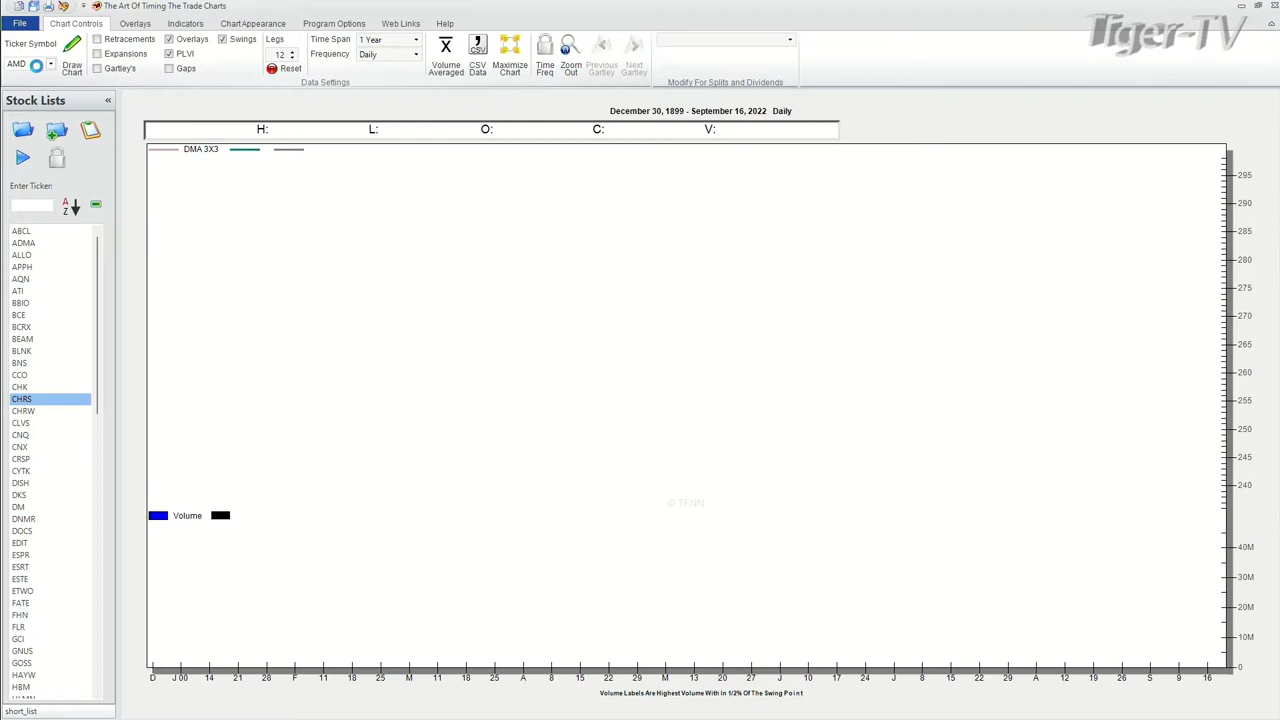 The Art Of Timing The Trade Charts
Tiger-TV
File Chart Controls Overlays Indicators Chart Appearance Program Options Web Links Help
Ticker Symbol
AMD
Draw Chart
Retracements
Expansions
Gartley's
Overlays
PLVI
Gaps
Swings
Legs
12
Reset
Time Span 1 Year
Frequency Daily
Data Settings
Volume Averaged
CSV
CSV Data
Maximize Chart
Time Freq
Zoom Out
Previous Gartley
Next Gartley
Modify For Splits and Dividends
Stock Lists «
Enter Ticker:
A
Z
ABCL
ADMA
ALLO
APPH
AQN
ATI
BBIO
BCE
BCRX
BEAM
BLNK
BNS
CCO
CHK
CHRS
CHRW
CLVS
CNQ
CNX
CRSP
CYTK
DISH
DKS
DM
DNMR
DOCS
EDIT
ESPR
ESRT
ESTE
ETWO
FATE
FHN
FLR
GCI
GNUS
GOSS
HAYW
HBM
short_list
December 30, 1899 - September 16, 2022 Daily
H: L: O: C: V:
DMA 3X3
295
290
285
280
275
270
265
260
255
250
245
240
© TFNN
Volume
40M
30M
20M
10M
0
D J 00 14 21 28 F 11 18 25 M 11 18 25 A 8 15 22 29 M 13 20 27 J 10 17 24 J 8 15 22 29 A 12 19 26 S 9 16
Volume Labels Are Highest Volume With In 1/2% Of The Swing Point